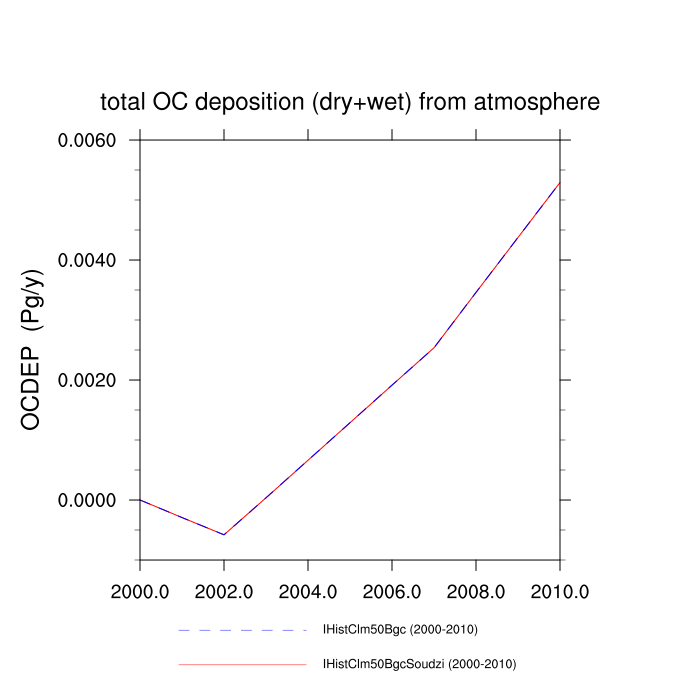 total OC deposition (dry+wet) from atmosphere
OCDEP (Pg/y)
0.0060
0.0040
0.0020
0.0000
2000.0 2002.0 2004.0 2006.0 2008.0 2010.0
IHistClm50Bgc (2000-2010)
IHistClm50BgcSoudzi (2000-2010)